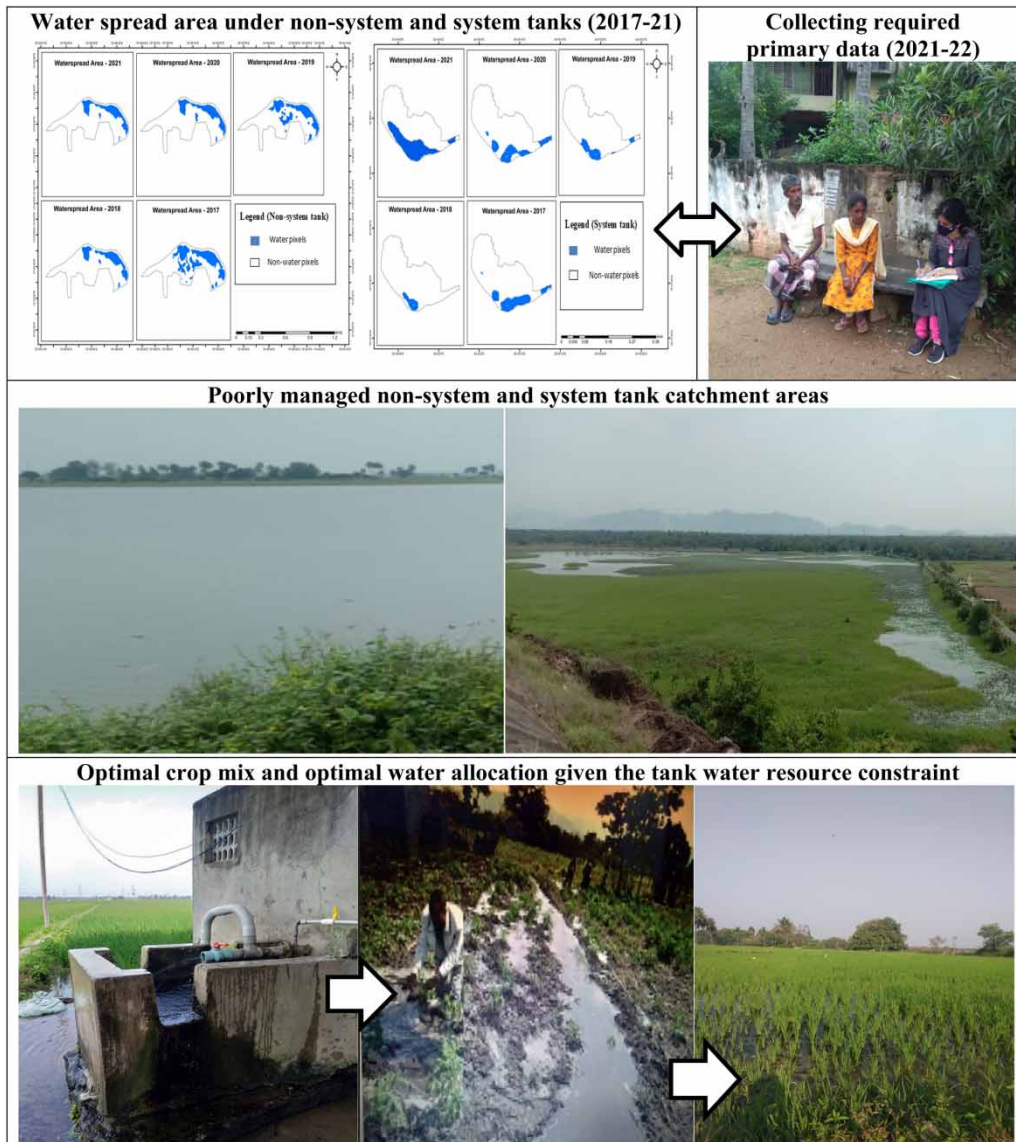 Water spread area under non-system and system tanks (2017-21)
Collecting required
primary data (2021-22)
Waterspread Area - 2021
Waterspread Area - 2020
Waterspread Area - 2019
Waterspread Area - 2018
Waterspread Area - 2017
Legend (Non-system tank)
Water pixels
Non-water pixels
Waterspread Area - 2021
Waterspread Area - 2020
Waterspread Area - 2019
Waterspread Area - 2018
Waterspread Area - 2017
Legend (System tank)
Water pixels
Non-water pixels
Poorly managed non-system and system tank catchment areas
Optimal crop mix and optimal water allocation given the tank water resource constraint